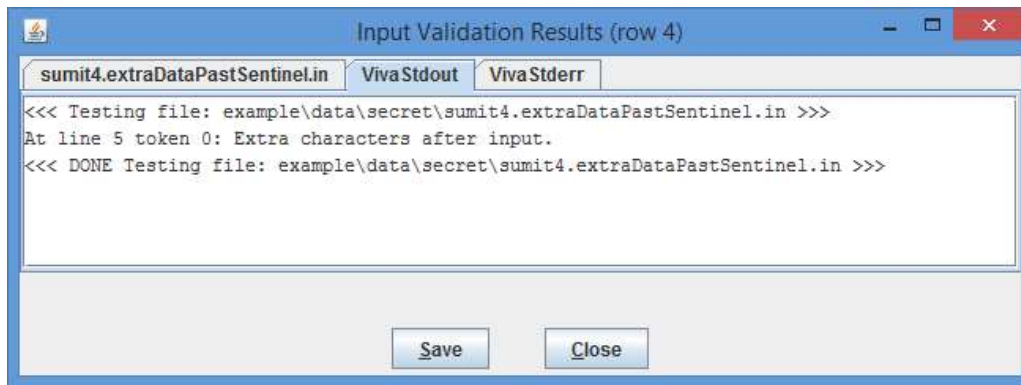 Input Validation Results (row 4)
sumit4.extraDataPastSentinel.in VivaStdout VivaStderr
<<< Testing file: example\data\secret\sumit4.extraDataPastSentinel.in >>>
At line 5 token 0: Extra characters after input.
<<< DONE Testing file: example\data\secret\sumit4.extraDataPastSentinel.in >>>
Save Close